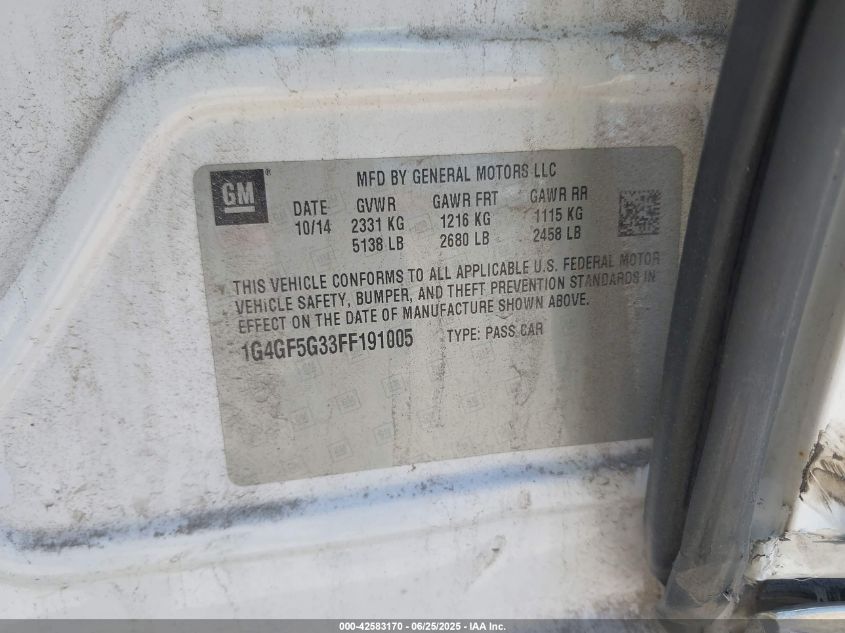 GM®
MFD BY GENERAL MOTORS LLC
DATE GVWR GAWR FRT GAWR RR
10/14 2331 KG 1216 KG 1115 KG
5138 LB 2680 LB 2458 LB
THIS VEHICLE CONFORMS TO ALL APPLICABLE U.S. FEDERAL MOTOR
VEHICLE SAFETY, BUMPER, AND THEFT PREVENTION STANDARDS IN
EFFECT ON THE DATE OF MANUFACTURE SHOWN ABOVE.
1G4GF5G33FF191005 TYPE: PASS CAR
000-42583170 - 06/25/2025 - IAA Inc.